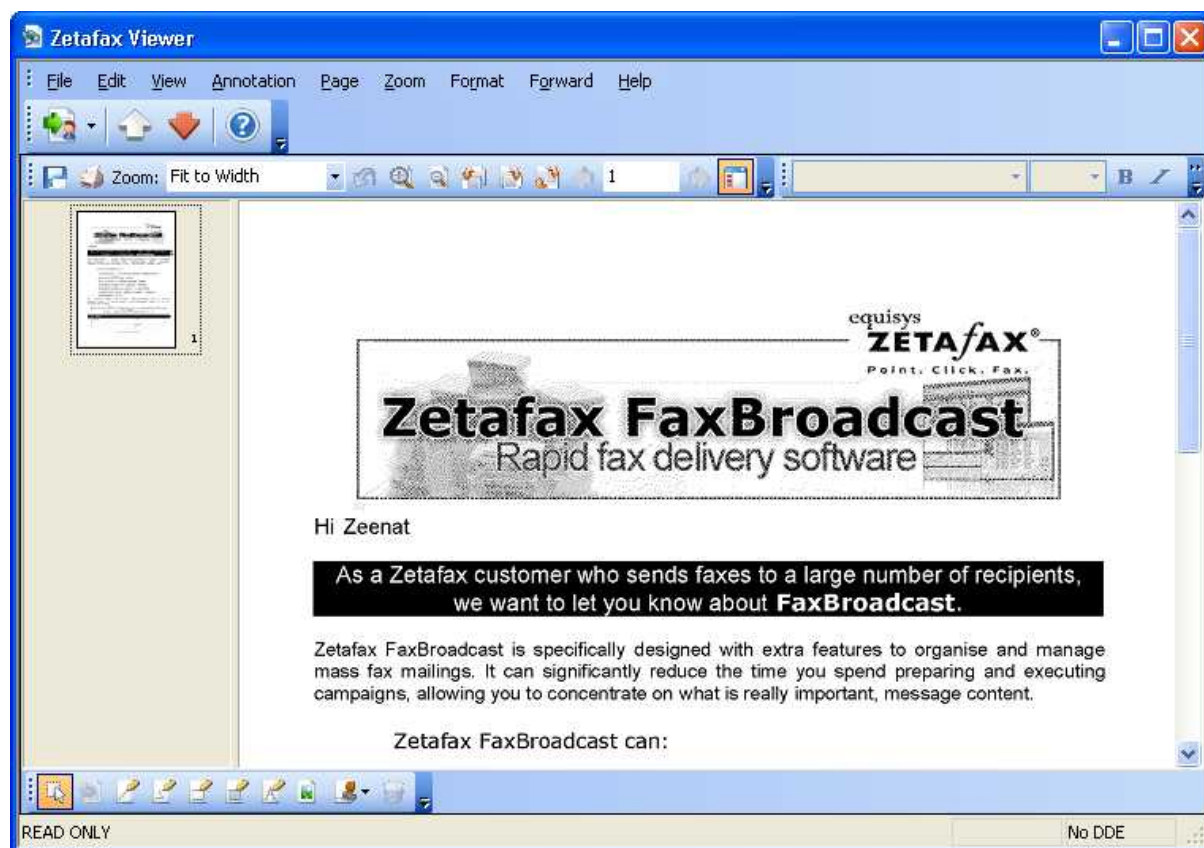 Zetafax Viewer
File Edit View Annotation Page Zoom Format Forward Help
Zoom: Fit to Width 1 B I
1
equisys
ZETAfAX®
Point. Click. Fax.
Zetafax FaxBroadcast
Rapid fax delivery software
Hi Zeenat
As a Zetafax customer who sends faxes to a large number of recipients,
we want to let you know about FaxBroadcast.
Zetafax FaxBroadcast is specifically designed with extra features to organise and manage
mass fax mailings. It can significantly reduce the time you spend preparing and executing
campaigns, allowing you to concentrate on what is really important, message content.
Zetafax FaxBroadcast can:
READ ONLY No DDE